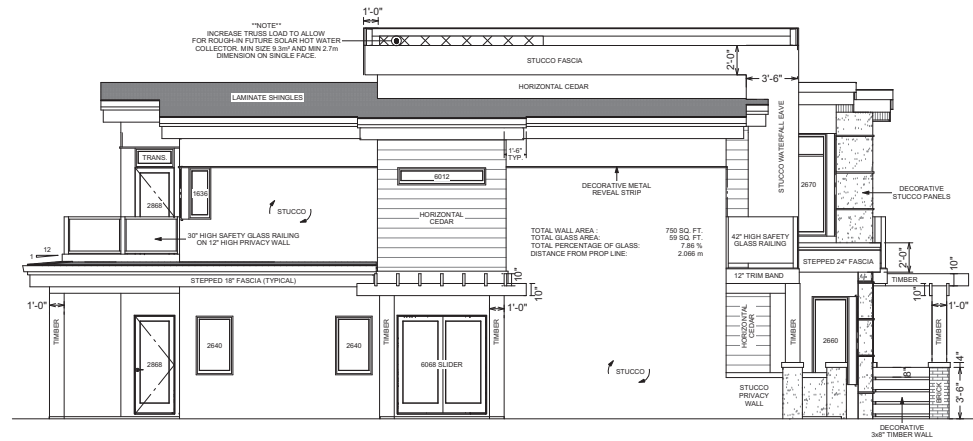 1'-0"
""NOTE""
INCREASE TRUSS LOAD TO ALLOW
FOR ROUGH-IN FUTURE SOLAR HOT WATER
COLLECTOR. MIN SIZE 9.3m² AND MIN 2.7m
DIMENSION ON SINGLE FACE.
STUCCO FASCIA
2'-0"
3'-6"
HORIZONTAL CEDAR
LAMINATE SHINGLES
STUCCO WATERFALL EAVE
1'-6"
TYP.
TRANS.
2868
1636
6012
2670
DECORATIVE METAL
REVEAL STRIP
DECORATIVE
STUCCO PANELS
STUCCO
HORIZONTAL
CEDAR
30" HIGH SAFETY GLASS RAILING
ON 12" HIGH PRIVACY WALL
TOTAL WALL AREA : 750 SQ. FT.
TOTAL GLASS AREA: 59 SQ. FT.
TOTAL PERCENTAGE OF GLASS: 7.86 %
DISTANCE FROM PROP LINE: 2.066 m
42" HIGH SAFETY
GLASS RAILING
12
1
STEPPED 24" FASCIA
2'-0"
12" TRIM BAND
TIMBER
10"
STEPPED 18" FASCIA (TYPICAL)
10"
10"
10"
1'-0"
1'-0"
1'-0"
TIMBER
TIMBER
HORIZONTAL
CEDAR
TIMBER
TIMBER
2868
2640
2640
6068 SLIDER
2660
STUCCO
4"
8"
STUCCO
PRIVACY
WALL
BRICK
3'-6"
DECORATIVE
3x8" TIMBER WALL